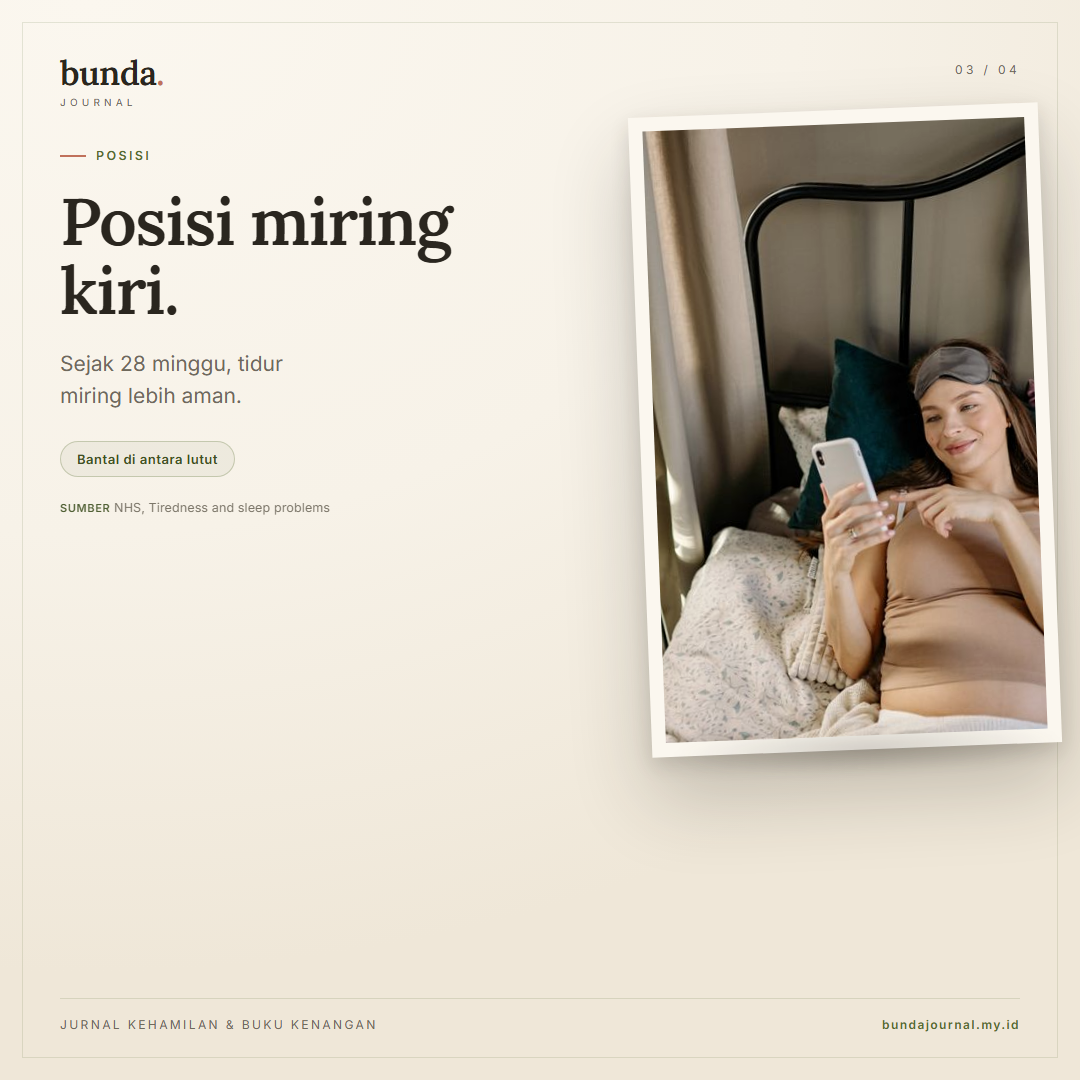 bunda.
JOURNAL
03 / 04
POSISI
Posisi miring
kiri.
Sejak 28 minggu, tidur
miring lebih aman.
Bantal di antara lutut
SUMBER NHS, Tiredness and sleep problems
JURNAL KEHAMILAN & BUKU KENANGAN
bundajournal.my.id